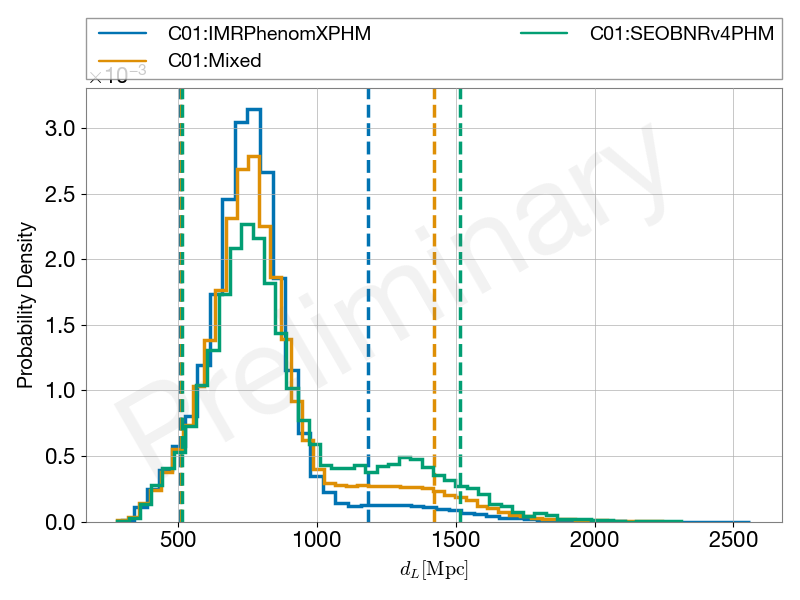 C01:IMRPhenomXPHM
C01:Mixed
C01:SEOBNRv4PHM
×10⁻³
3.0
2.5
2.0
1.5
1.0
0.5
0.0
Probability Density
Preliminary
500 1000 1500 2000 2500
d_L[Mpc]